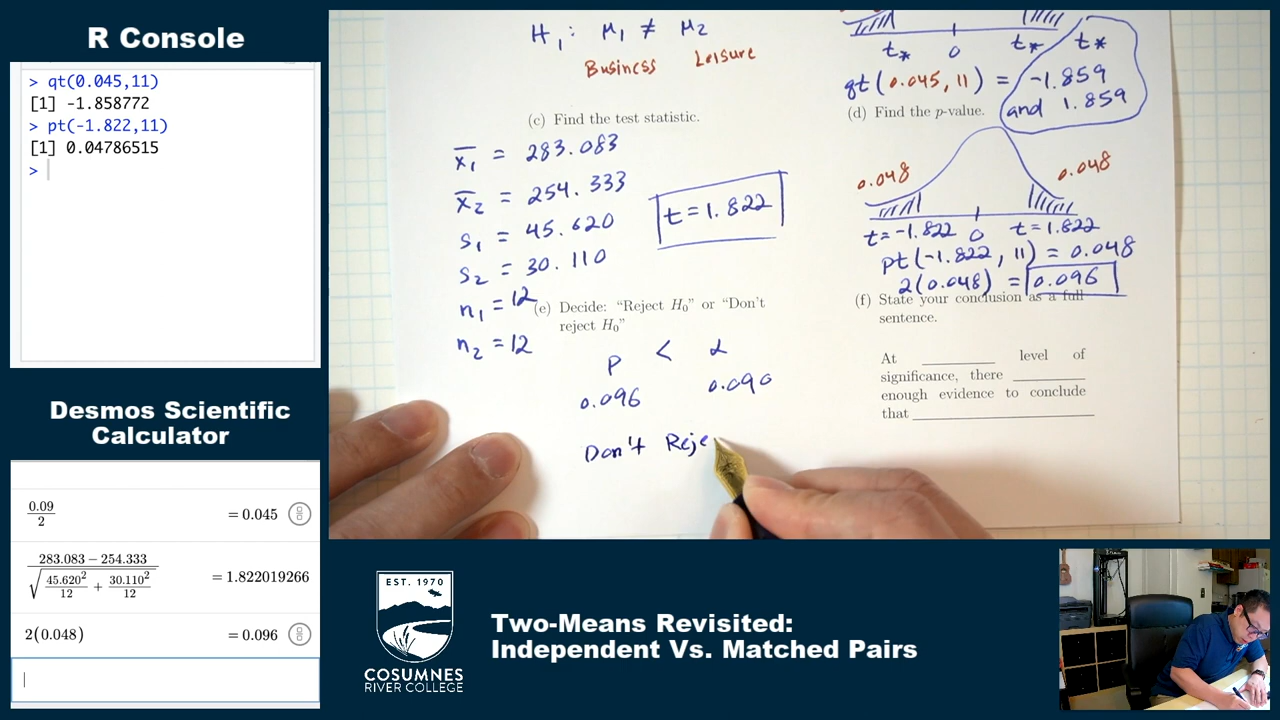 R Console
> qt(0.045,11)
[1] -1.858772
> pt(-1.822,11)
[1] 0.04786515
>
Desmos Scientific
Calculator
0.09
2
= 0.045
283.083 − 254.333
√ 45.620² + 30.110²
12 12
= 1.822019266
2(0.048) = 0.096
H₁: μ₁ ≠ μ₂
Business Leisure
(c) Find the test statistic.
x̄₁ = 283.083
x̄₂ = 254.333
s₁ = 45.620
s₂ = 30.110
n₁ = 12
n₂ = 12
t = 1.822
(e) Decide: “Reject H₀” or “Don’t
reject H₀”
p < α
0.096 0.090
Don't Reje
t* 0 t* t*
qt(0.045, 11) = -1.859
and 1.859
(d) Find the p-value.
0.048 0.048
t = -1.822 0 t = 1.822
pt(-1.822, 11) = 0.048
2(0.048) = 0.096
(f) State your conclusion as a full
sentence.
At ________ level of
significance, there ________
enough evidence to conclude
that ________
EST. 1970
COSUMNES
RIVER COLLEGE
Two-Means Revisited:
Independent Vs. Matched Pairs